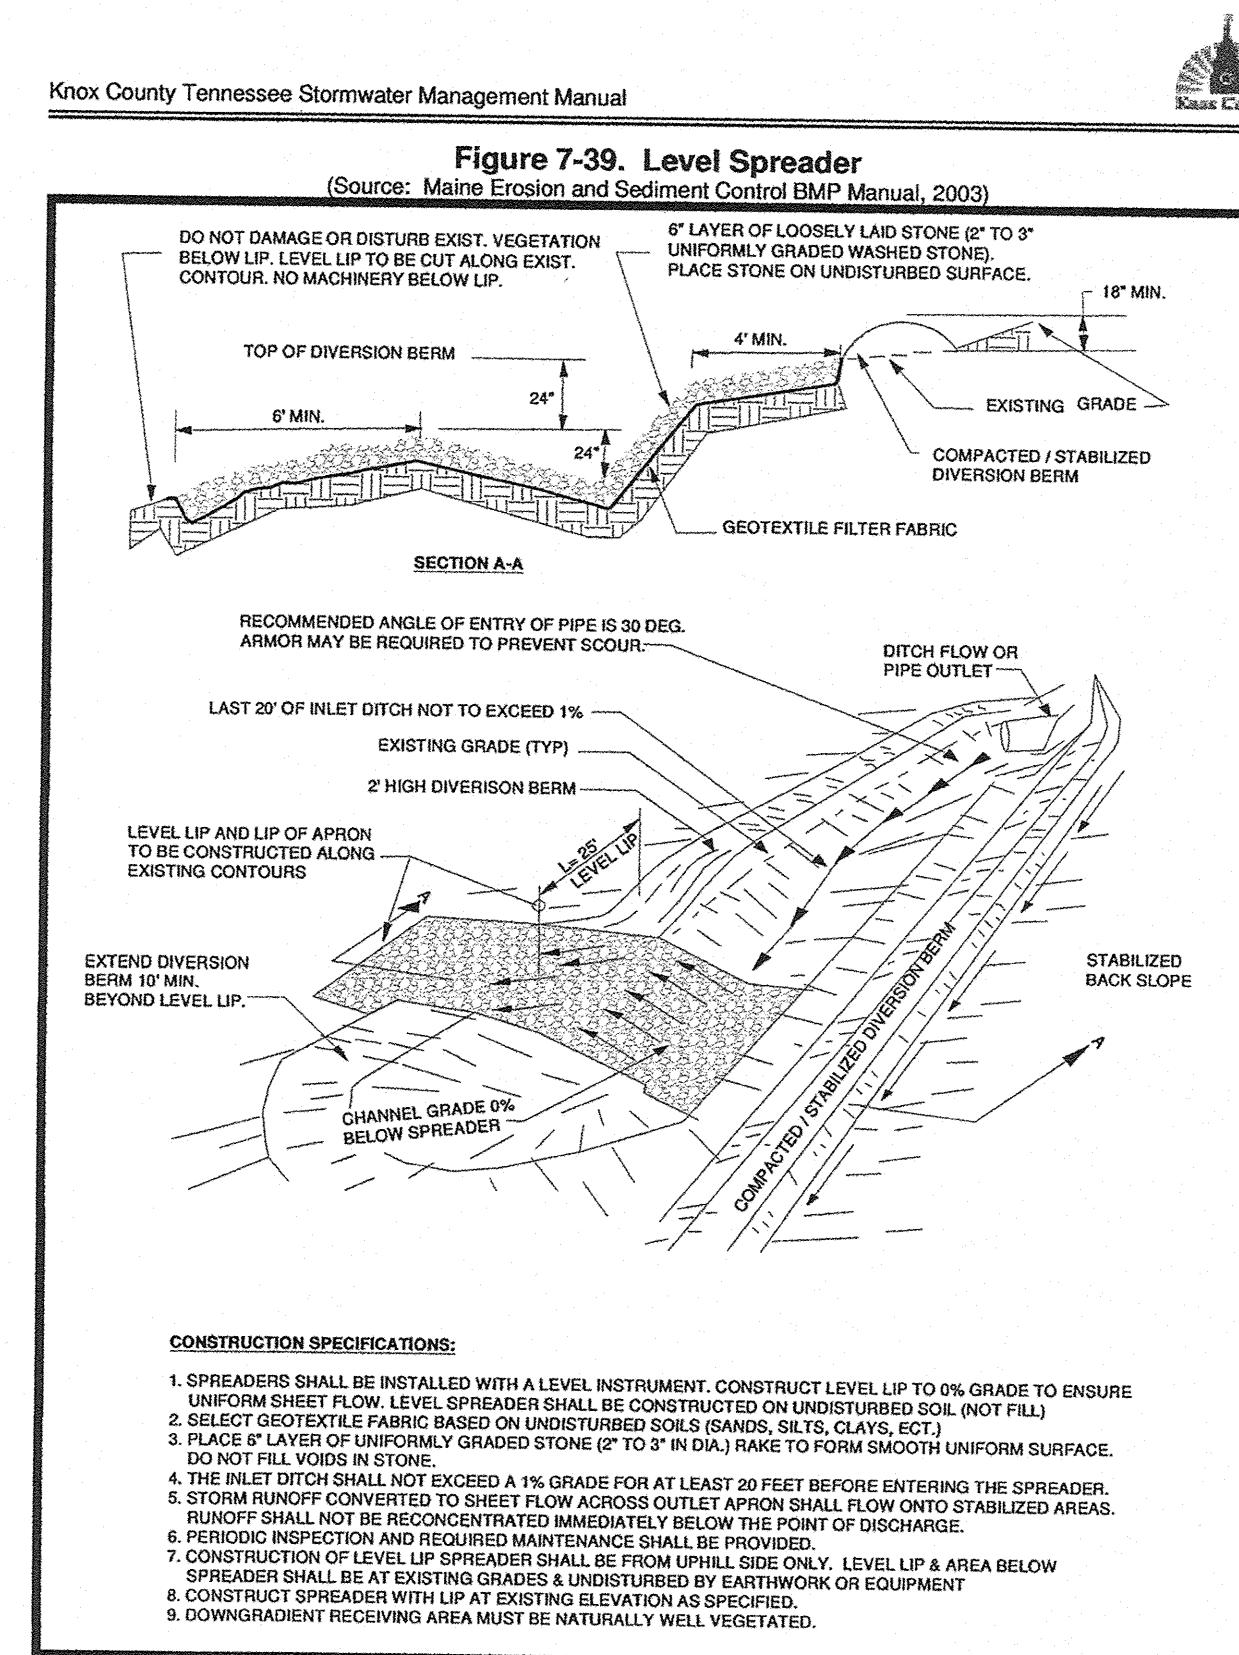 Knox County Tennessee Stormwater Management Manual
Figure 7-39. Level Spreader
(Source: Maine Erosion and Sediment Control BMP Manual, 2003)
DO NOT DAMAGE OR DISTURB EXIST. VEGETATION
BELOW LIP. LEVEL LIP TO BE CUT ALONG EXIST.
CONTOUR. NO MACHINERY BELOW LIP.
6" LAYER OF LOOSELY LAID STONE (2" TO 3"
UNIFORMLY GRADED WASHED STONE).
PLACE STONE ON UNDISTURBED SURFACE.
18" MIN.
4' MIN.
TOP OF DIVERSION BERM
24"
6' MIN.
24"
EXISTING GRADE
COMPACTED / STABILIZED
DIVERSION BERM
GEOTEXTILE FILTER FABRIC
SECTION A-A
RECOMMENDED ANGLE OF ENTRY OF PIPE IS 30 DEG.
ARMOR MAY BE REQUIRED TO PREVENT SCOUR.
DITCH FLOW OR
PIPE OUTLET
LAST 20' OF INLET DITCH NOT TO EXCEED 1%
EXISTING GRADE (TYP)
2' HIGH DIVERISON BERM
LEVEL LIP AND LIP OF APRON
TO BE CONSTRUCTED ALONG
EXISTING CONTOURS
L= 25'
LEVEL LIP
A
EXTEND DIVERSION
BERM 10' MIN.
BEYOND LEVEL LIP.
STABILIZED
BACK SLOPE
COMPACTED / STABILIZED DIVERSION BERM
A
CHANNEL GRADE 0%
BELOW SPREADER
CONSTRUCTION SPECIFICATIONS:
1. SPREADERS SHALL BE INSTALLED WITH A LEVEL INSTRUMENT. CONSTRUCT LEVEL LIP TO 0% GRADE TO ENSURE
UNIFORM SHEET FLOW. LEVEL SPREADER SHALL BE CONSTRUCTED ON UNDISTURBED SOIL (NOT FILL)
2. SELECT GEOTEXTILE FABRIC BASED ON UNDISTURBED SOILS (SANDS, SILTS, CLAYS, ECT.)
3. PLACE 6" LAYER OF UNIFORMLY GRADED STONE (2" TO 3" IN DIA.) RAKE TO FORM SMOOTH UNIFORM SURFACE.
DO NOT FILL VOIDS IN STONE.
4. THE INLET DITCH SHALL NOT EXCEED A 1% GRADE FOR AT LEAST 20 FEET BEFORE ENTERING THE SPREADER.
5. STORM RUNOFF CONVERTED TO SHEET FLOW ACROSS OUTLET APRON SHALL FLOW ONTO STABILIZED AREAS.
RUNOFF SHALL NOT BE RECONCENTRATED IMMEDIATELY BELOW THE POINT OF DISCHARGE.
6. PERIODIC INSPECTION AND REQUIRED MAINTENANCE SHALL BE PROVIDED.
7. CONSTRUCTION OF LEVEL LIP SPREADER SHALL BE FROM UPHILL SIDE ONLY. LEVEL LIP & AREA BELOW
SPREADER SHALL BE AT EXISTING GRADES & UNDISTURBED BY EARTHWORK OR EQUIPMENT
8. CONSTRUCT SPREADER WITH LIP AT EXISTING ELEVATION AS SPECIFIED.
9. DOWNGRADIENT RECEIVING AREA MUST BE NATURALLY WELL VEGETATED.